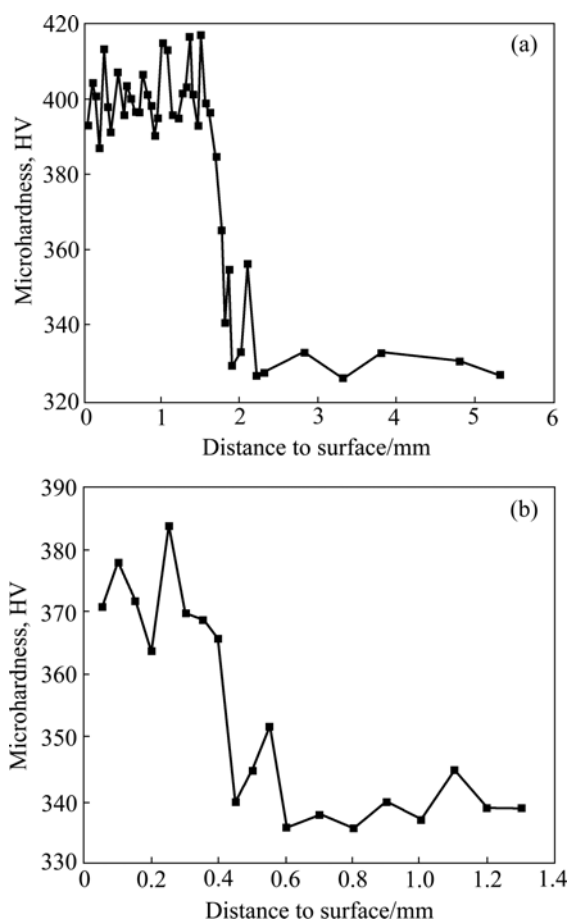 420
(a)
400
380
360
340
320
0 1 2 3 4 5 6
Microhardness, HV
Distance to surface/mm
390
(b)
380
370
360
350
340
330
0 0.2 0.4 0.6 0.8 1.0 1.2 1.4
Microhardness, HV
Distance to surface/mm